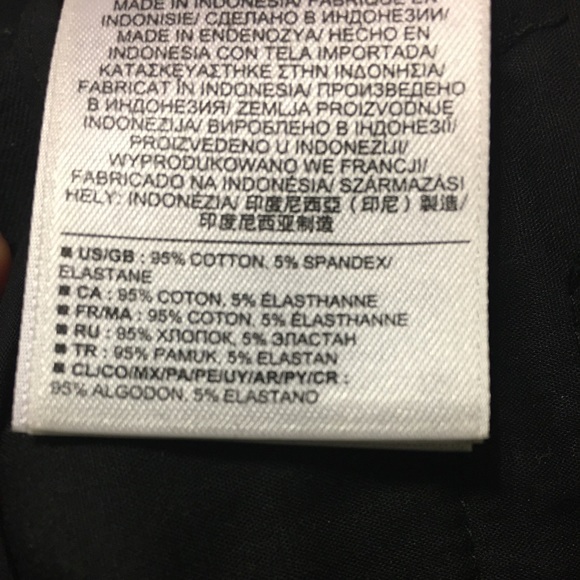 MADE IN INDONESIA/ FABRIQUÉ EN
INDONISIE/ СДЕЛАНО В ИНДОНЕЗИИ/
MADE IN ENDENOZYA/ HECHO EN
INDONESIA CON TELA IMPORTADA/
ΚΑΤΑΣΚΕΥΑΣΤΗΚΕ ΣΤΗΝ ΙΝΔΟΝΗΣΙΑ/
FABRICAT ÎN INDONESIA/ ПРОИЗВЕДЕНО
В ИНДОНЕЗИЯ/ ZEMLJA PROIZVODNJE
INDONEZIJA/ ВИРОБЛЕНО В ІНДОНЕЗІЇ/
PROIZVEDENO U INDONEZIJI/
WYPRODUKOWANO WE FRANCJI/
FABRICADO NA INDONÉSIA/ SZÁRMAZÁSI
HELY: INDONÉZIA/ 印度尼西亞 (印尼) 製造/
印度尼西亚制造
■ US/GB : 95% COTTON, 5% SPANDEX/
ELASTANE
■ CA : 95% COTON, 5% ÉLASTHANNE
■ FR/MA : 95% COTON, 5% ÉLASTHANNE
■ RU : 95% ХЛОПОК, 5% ЭЛАСТАН
■ TR : 95% PAMUK, 5% ELASTAN
■ CL/CO/MX/PA/PE/UY/AR/PY/CR :
95% ALGODON, 5% ELASTANO